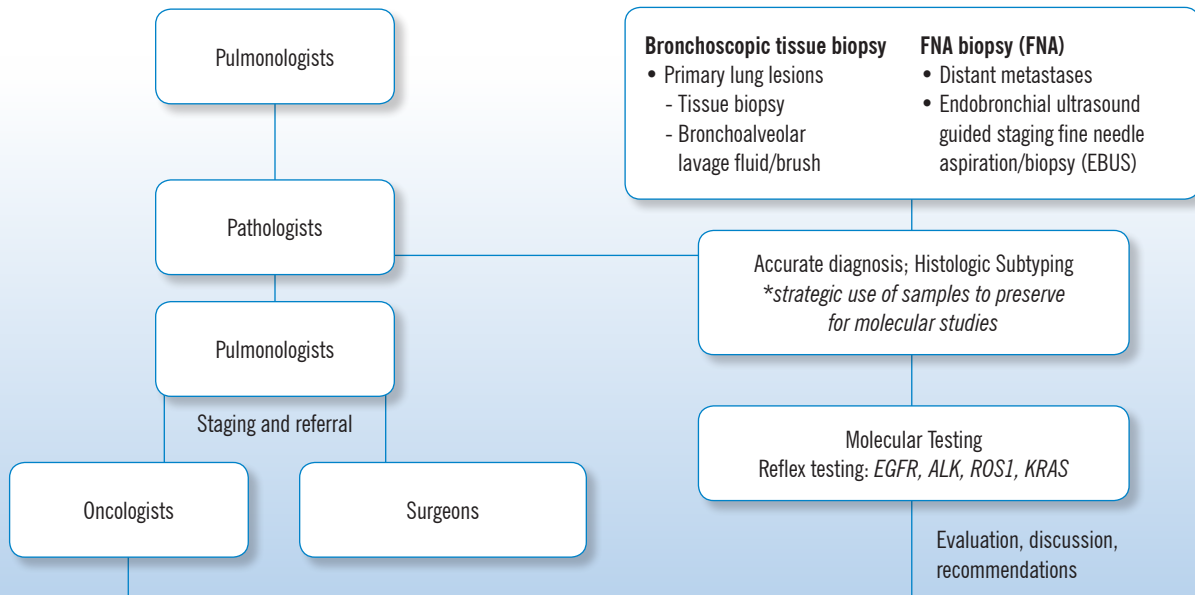 Pulmonologists
Pathologists
Pulmonologists
Staging and referral
Oncologists
Surgeons
Bronchoscopic tissue biopsy
• Primary lung lesions
- Tissue biopsy
- Bronchoalveolar
lavage fluid/brush
FNA biopsy (FNA)
• Distant metastases
• Endobronchial ultrasound
guided staging fine needle
aspiration/biopsy (EBUS)
Accurate diagnosis; Histologic Subtyping
*strategic use of samples to preserve
for molecular studies
Molecular Testing
Reflex testing: EGFR, ALK, ROS1, KRAS
Evaluation, discussion,
recommendations